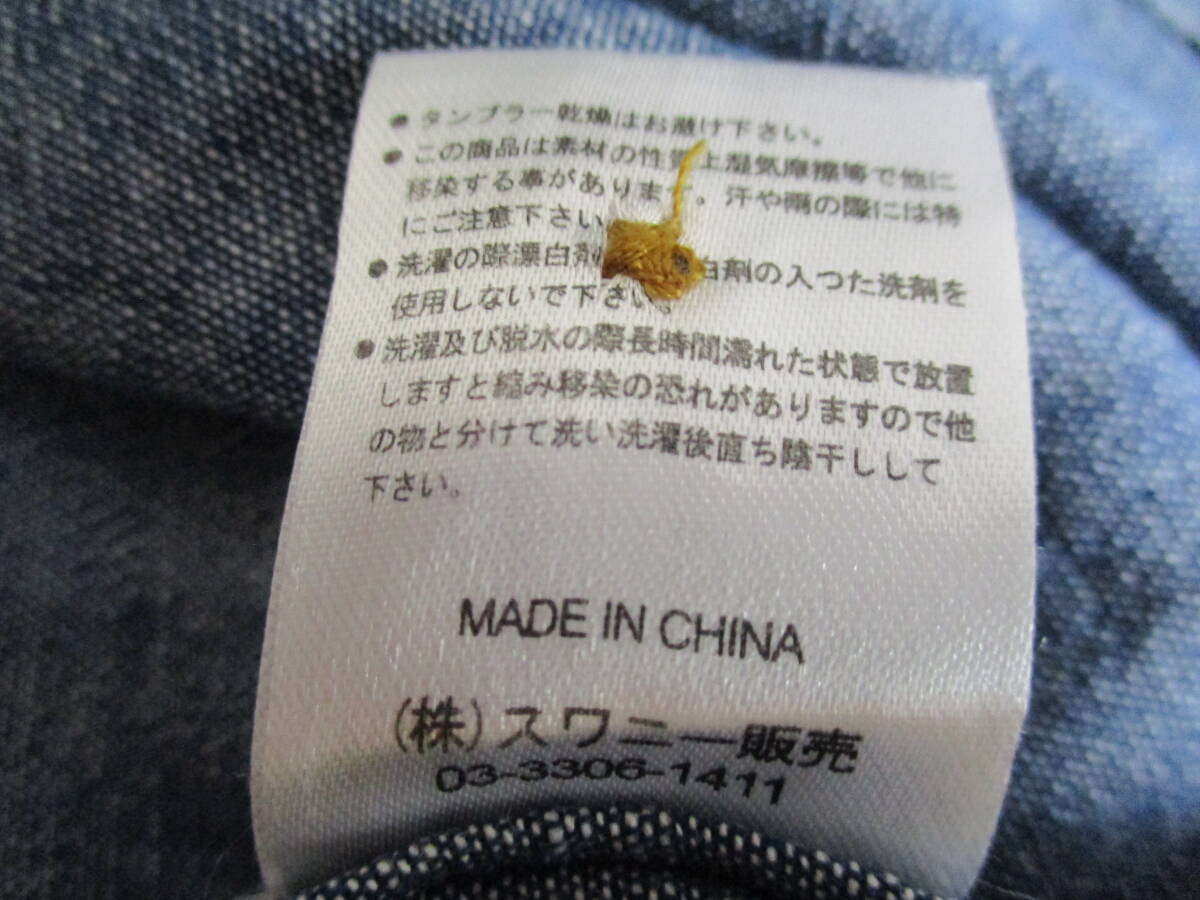 ● タンブラー乾燥はお避け下さい。
● この商品は素材の性質上湿気摩擦等で他に
移染する事があります。汗や雨の際には特
にご注意下さい
● 洗濯の際漂白剤 白剤の入つた洗剤を
使用しないで下さい。
● 洗濯及び脱水の際長時間濡れた状態で放置
しますと縮み移染の恐れがありますので他
の物と分けて洗い洗濯後直ち陰干しして
下さい。
MADE IN CHINA
(株)スワニー販売
03-3306-1411